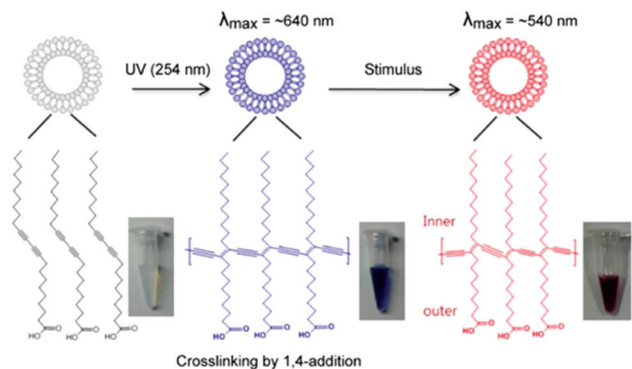 λmax = ~640 nm
λmax = ~540 nm
UV (254 nm)
Stimulus
Inner
outer
HO O
HO O
HO O
HO O
HO O
HO O
HO O
HO O
HO O
Crosslinking by 1,4-addition